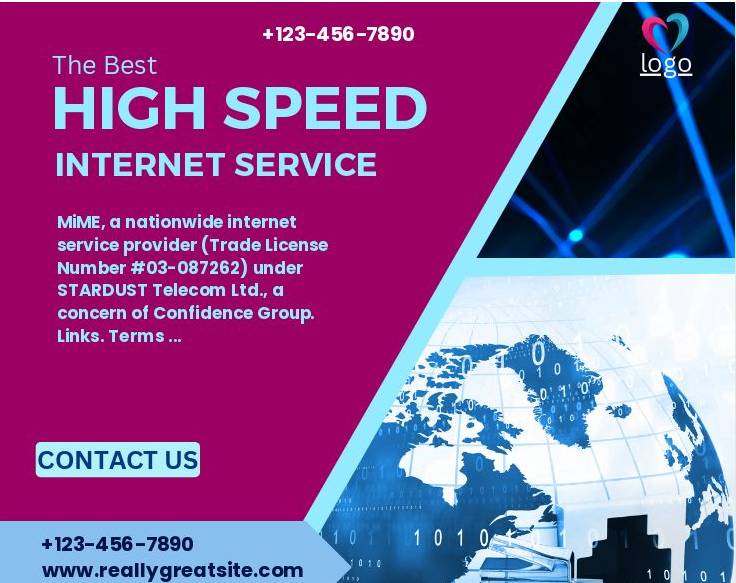 +123-456-7890
logo
The Best
HIGH SPEED
INTERNET SERVICE
MiME, a nationwide internet
service provider (Trade License
Number #03-087262) under
STARDUST Telecom Ltd., a
concern of Confidence Group.
Links. Terms ...
CONTACT US
+123-456-7890
www.reallygreatsite.com